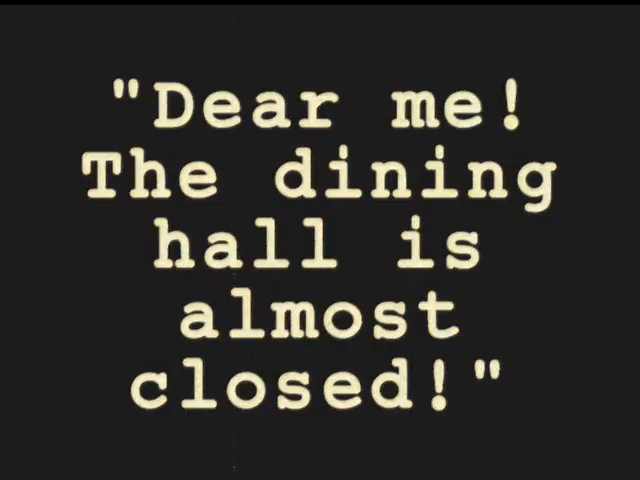 "Dear me!
The dining
hall is
almost
closed!"